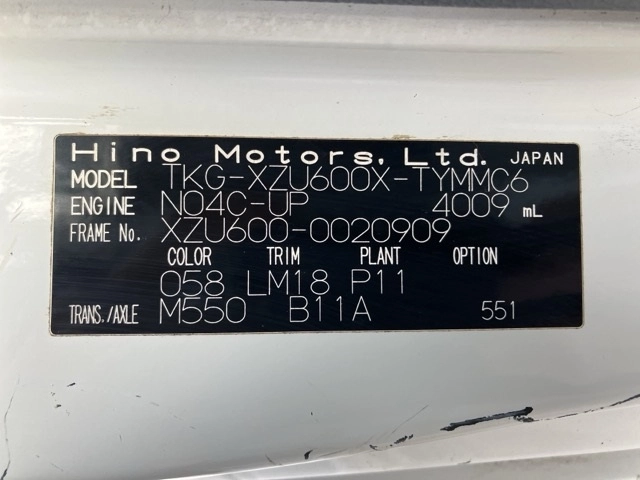 Hino Motors, Ltd. JAPAN
MODEL TKG-XZU600X-TYMMC6
ENGINE N04C-UP 4009 mL
FRAME No. XZU600-0020909
COLOR TRIM PLANT OPTION
058 LM18 P11
TRANS./AXLE M550 B11A 551